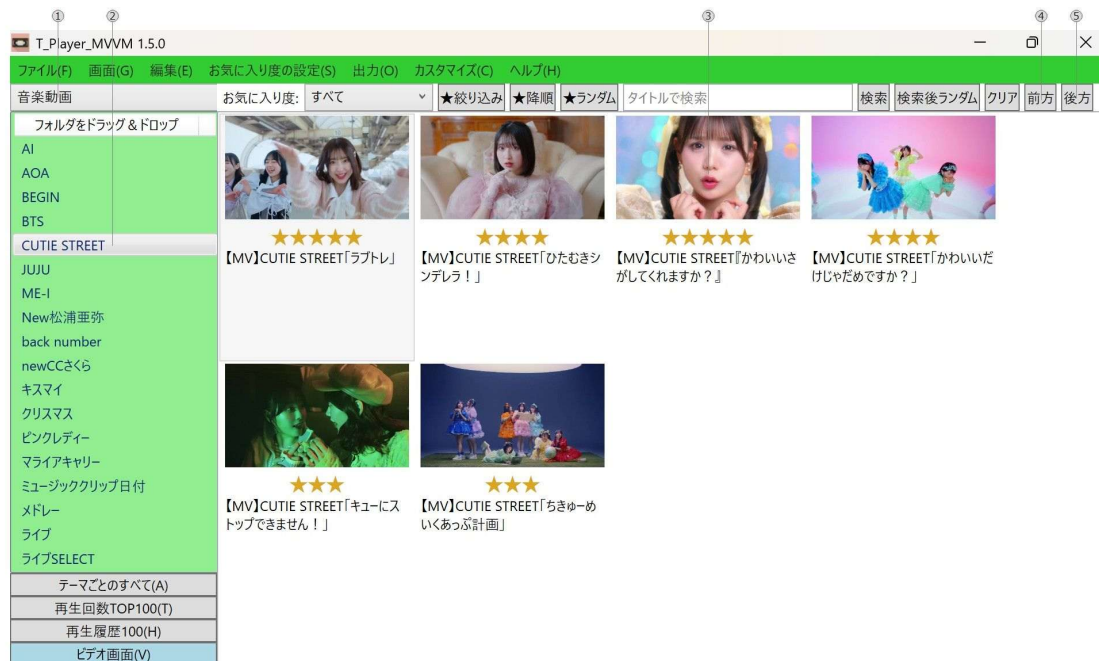 ① ② ③ ④ ⑤
T_Player_MVVM 1.5.0
ファイル(F) 画面(G) 編集(E) お気に入り度の設定(S) 出力(O) カスタマイズ(C) ヘルプ(H)
音楽動画 お気に入り度: すべて ★絞り込み ★降順 ★ランダム タイトルで検索 検索 検索後ランダム クリア 前方 後方
フォルダをドラッグ&ドロップ
AI
AOA
BEGIN
BTS
CUTIE STREET
JUJU
ME-I
New松浦亜弥
back number
newCCさくら
キスマイ
クリスマス
ピンクレディー
マライアキャリー
ミュージッククリップ日付
メドレー
ライブ
ライブSELECT
テーマごとのすべて(A)
再生回数TOP100(T)
再生履歴100(H)
ビデオ画面(V)
★★★★★
【MV】CUTIE STREET「ラブトレ」
★★★★
【MV】CUTIE STREET「ひたむきシ
ンデレラ!」
★★★★★
【MV】CUTIE STREET『かわいいさ
がしてくれますか?』
★★★★
【MV】CUTIE STREET「かわいいだ
けじゃだめですか?」
★★★
【MV】CUTIE STREET「キューにス
トップできません!」
★★★
【MV】CUTIE STREET「ちきゅーめ
いくあっぷ計画」